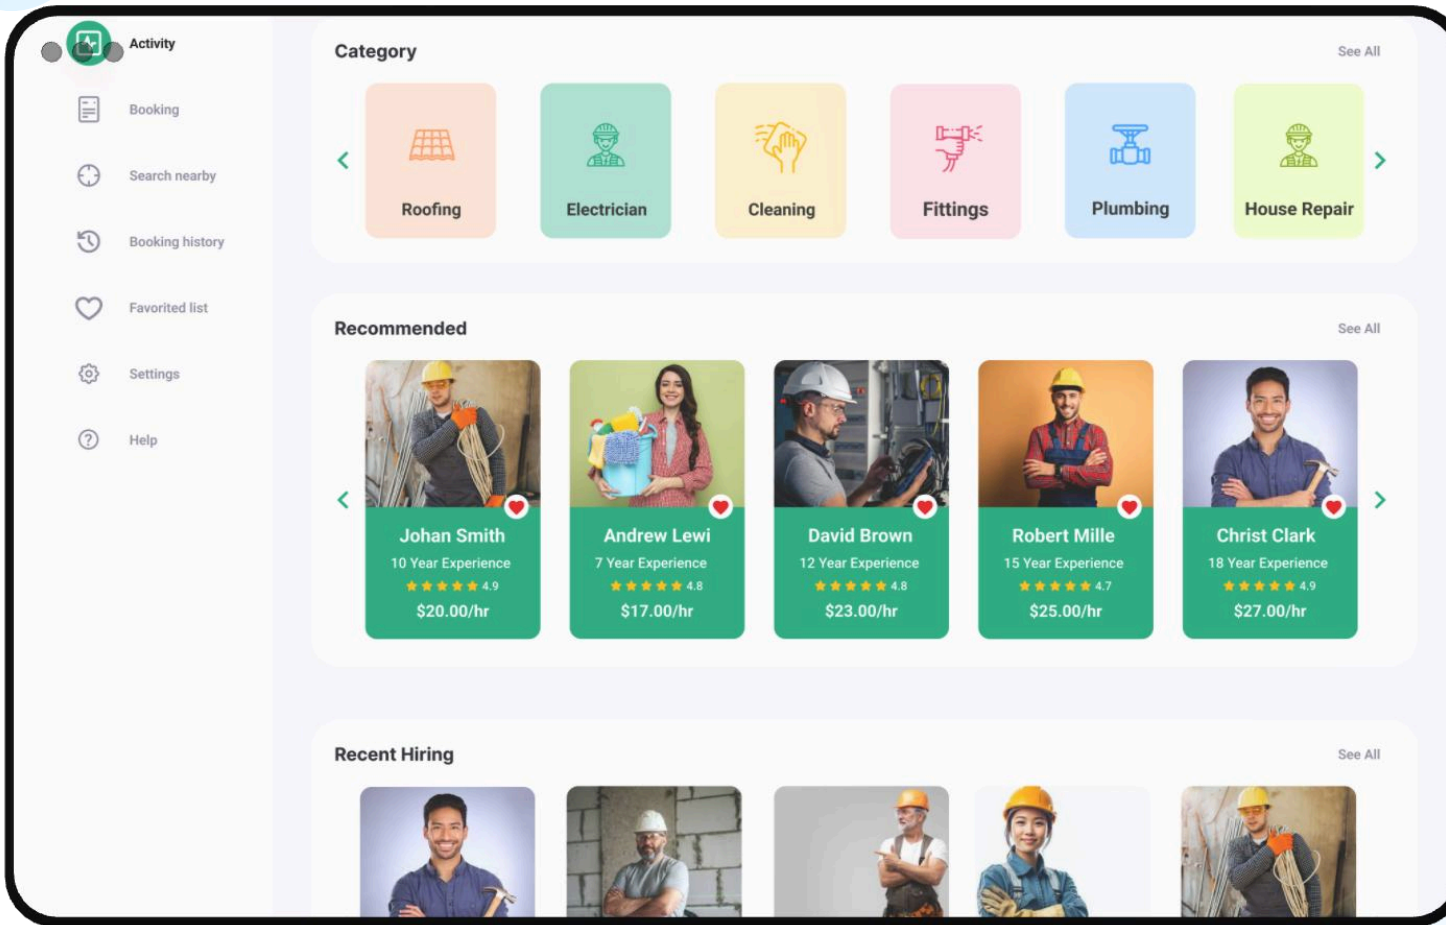 Activity
Booking
Search nearby
Booking history
Favorited list
Settings
Help
Category
See All
Roofing
Electrician
Cleaning
Fittings
Plumbing
House Repair
Recommended
See All
Johan Smith
10 Year Experience
4.9
$20.00/hr
Andrew Lewi
7 Year Experience
4.8
$17.00/hr
David Brown
12 Year Experience
4.8
$23.00/hr
Robert Mille
15 Year Experience
4.7
$25.00/hr
Christ Clark
18 Year Experience
4.9
$27.00/hr
Recent Hiring
See All